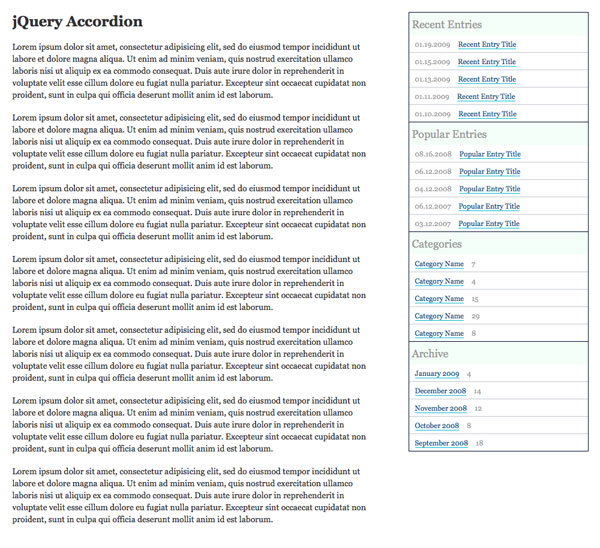 jQuery Accordion
Lorem ipsum dolor sit amet, consectetur adipisicing elit, sed do eiusmod tempor incididunt ut
labore et dolore magna aliqua. Ut enim ad minim veniam, quis nostrud exercitation ullamco
laboris nisi ut aliquip ex ea commodo consequat. Duis aute irure dolor in reprehenderit in
voluptate velit esse cillum dolore eu fugiat nulla pariatur. Excepteur sint occaecat cupidatat non
proident, sunt in culpa qui officia deserunt mollit anim id est laborum.
Lorem ipsum dolor sit amet, consectetur adipisicing elit, sed do eiusmod tempor incididunt ut
labore et dolore magna aliqua. Ut enim ad minim veniam, quis nostrud exercitation ullamco
laboris nisi ut aliquip ex ea commodo consequat. Duis aute irure dolor in reprehenderit in
voluptate velit esse cillum dolore eu fugiat nulla pariatur. Excepteur sint occaecat cupidatat non
proident, sunt in culpa qui officia deserunt mollit anim id est laborum.
Lorem ipsum dolor sit amet, consectetur adipisicing elit, sed do eiusmod tempor incididunt ut
labore et dolore magna aliqua. Ut enim ad minim veniam, quis nostrud exercitation ullamco
laboris nisi ut aliquip ex ea commodo consequat. Duis aute irure dolor in reprehenderit in
voluptate velit esse cillum dolore eu fugiat nulla pariatur. Excepteur sint occaecat cupidatat non
proident, sunt in culpa qui officia deserunt mollit anim id est laborum.
Lorem ipsum dolor sit amet, consectetur adipisicing elit, sed do eiusmod tempor incididunt ut
labore et dolore magna aliqua. Ut enim ad minim veniam, quis nostrud exercitation ullamco
laboris nisi ut aliquip ex ea commodo consequat. Duis aute irure dolor in reprehenderit in
voluptate velit esse cillum dolore eu fugiat nulla pariatur. Excepteur sint occaecat cupidatat non
proident, sunt in culpa qui officia deserunt mollit anim id est laborum.
Lorem ipsum dolor sit amet, consectetur adipisicing elit, sed do eiusmod tempor incididunt ut
labore et dolore magna aliqua. Ut enim ad minim veniam, quis nostrud exercitation ullamco
laboris nisi ut aliquip ex ea commodo consequat. Duis aute irure dolor in reprehenderit in
voluptate velit esse cillum dolore eu fugiat nulla pariatur. Excepteur sint occaecat cupidatat non
proident, sunt in culpa qui officia deserunt mollit anim id est laborum.
Lorem ipsum dolor sit amet, consectetur adipisicing elit, sed do eiusmod tempor incididunt ut
labore et dolore magna aliqua. Ut enim ad minim veniam, quis nostrud exercitation ullamco
laboris nisi ut aliquip ex ea commodo consequat. Duis aute irure dolor in reprehenderit in
voluptate velit esse cillum dolore eu fugiat nulla pariatur. Excepteur sint occaecat cupidatat non
proident, sunt in culpa qui officia deserunt mollit anim id est laborum.
Lorem ipsum dolor sit amet, consectetur adipisicing elit, sed do eiusmod tempor incididunt ut
labore et dolore magna aliqua. Ut enim ad minim veniam, quis nostrud exercitation ullamco
laboris nisi ut aliquip ex ea commodo consequat. Duis aute irure dolor in reprehenderit in
voluptate velit esse cillum dolore eu fugiat nulla pariatur. Excepteur sint occaecat cupidatat non
proident, sunt in culpa qui officia deserunt mollit anim id est laborum.
Recent Entries
01.19.2009 Recent Entry Title
01.15.2009 Recent Entry Title
01.13.2009 Recent Entry Title
01.11.2009 Recent Entry Title
01.10.2009 Recent Entry Title
Popular Entries
08.16.2008 Popular Entry Title
06.12.2008 Popular Entry Title
04.12.2008 Popular Entry Title
06.12.2007 Popular Entry Title
03.12.2007 Popular Entry Title
Categories
Category Name 7
Category Name 4
Category Name 15
Category Name 29
Category Name 8
Archive
January 2009 4
December 2008 14
November 2008 12
October 2008 8
September 2008 18